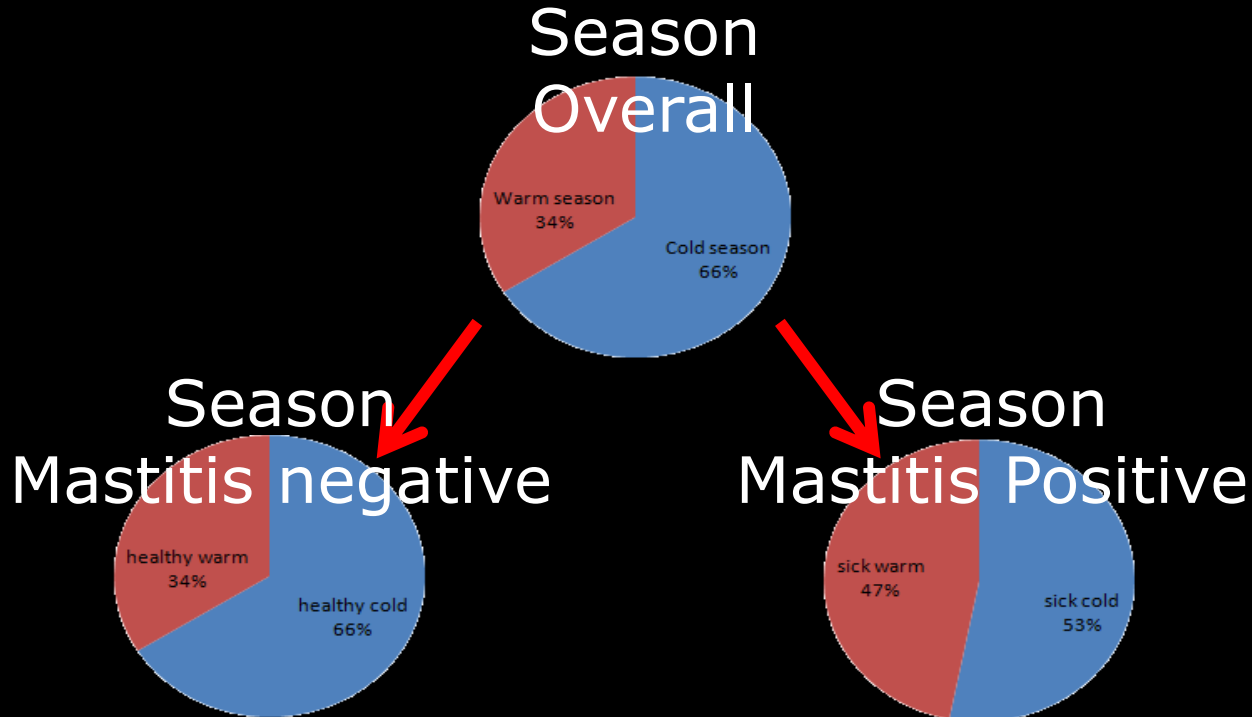 Season
Overall
Warm season
34%
Cold season
66%
Season
Mastitis negative
healthy warm
34%
healthy cold
66%
Season
Mastitis Positive
sick warm
47%
sick cold
53%